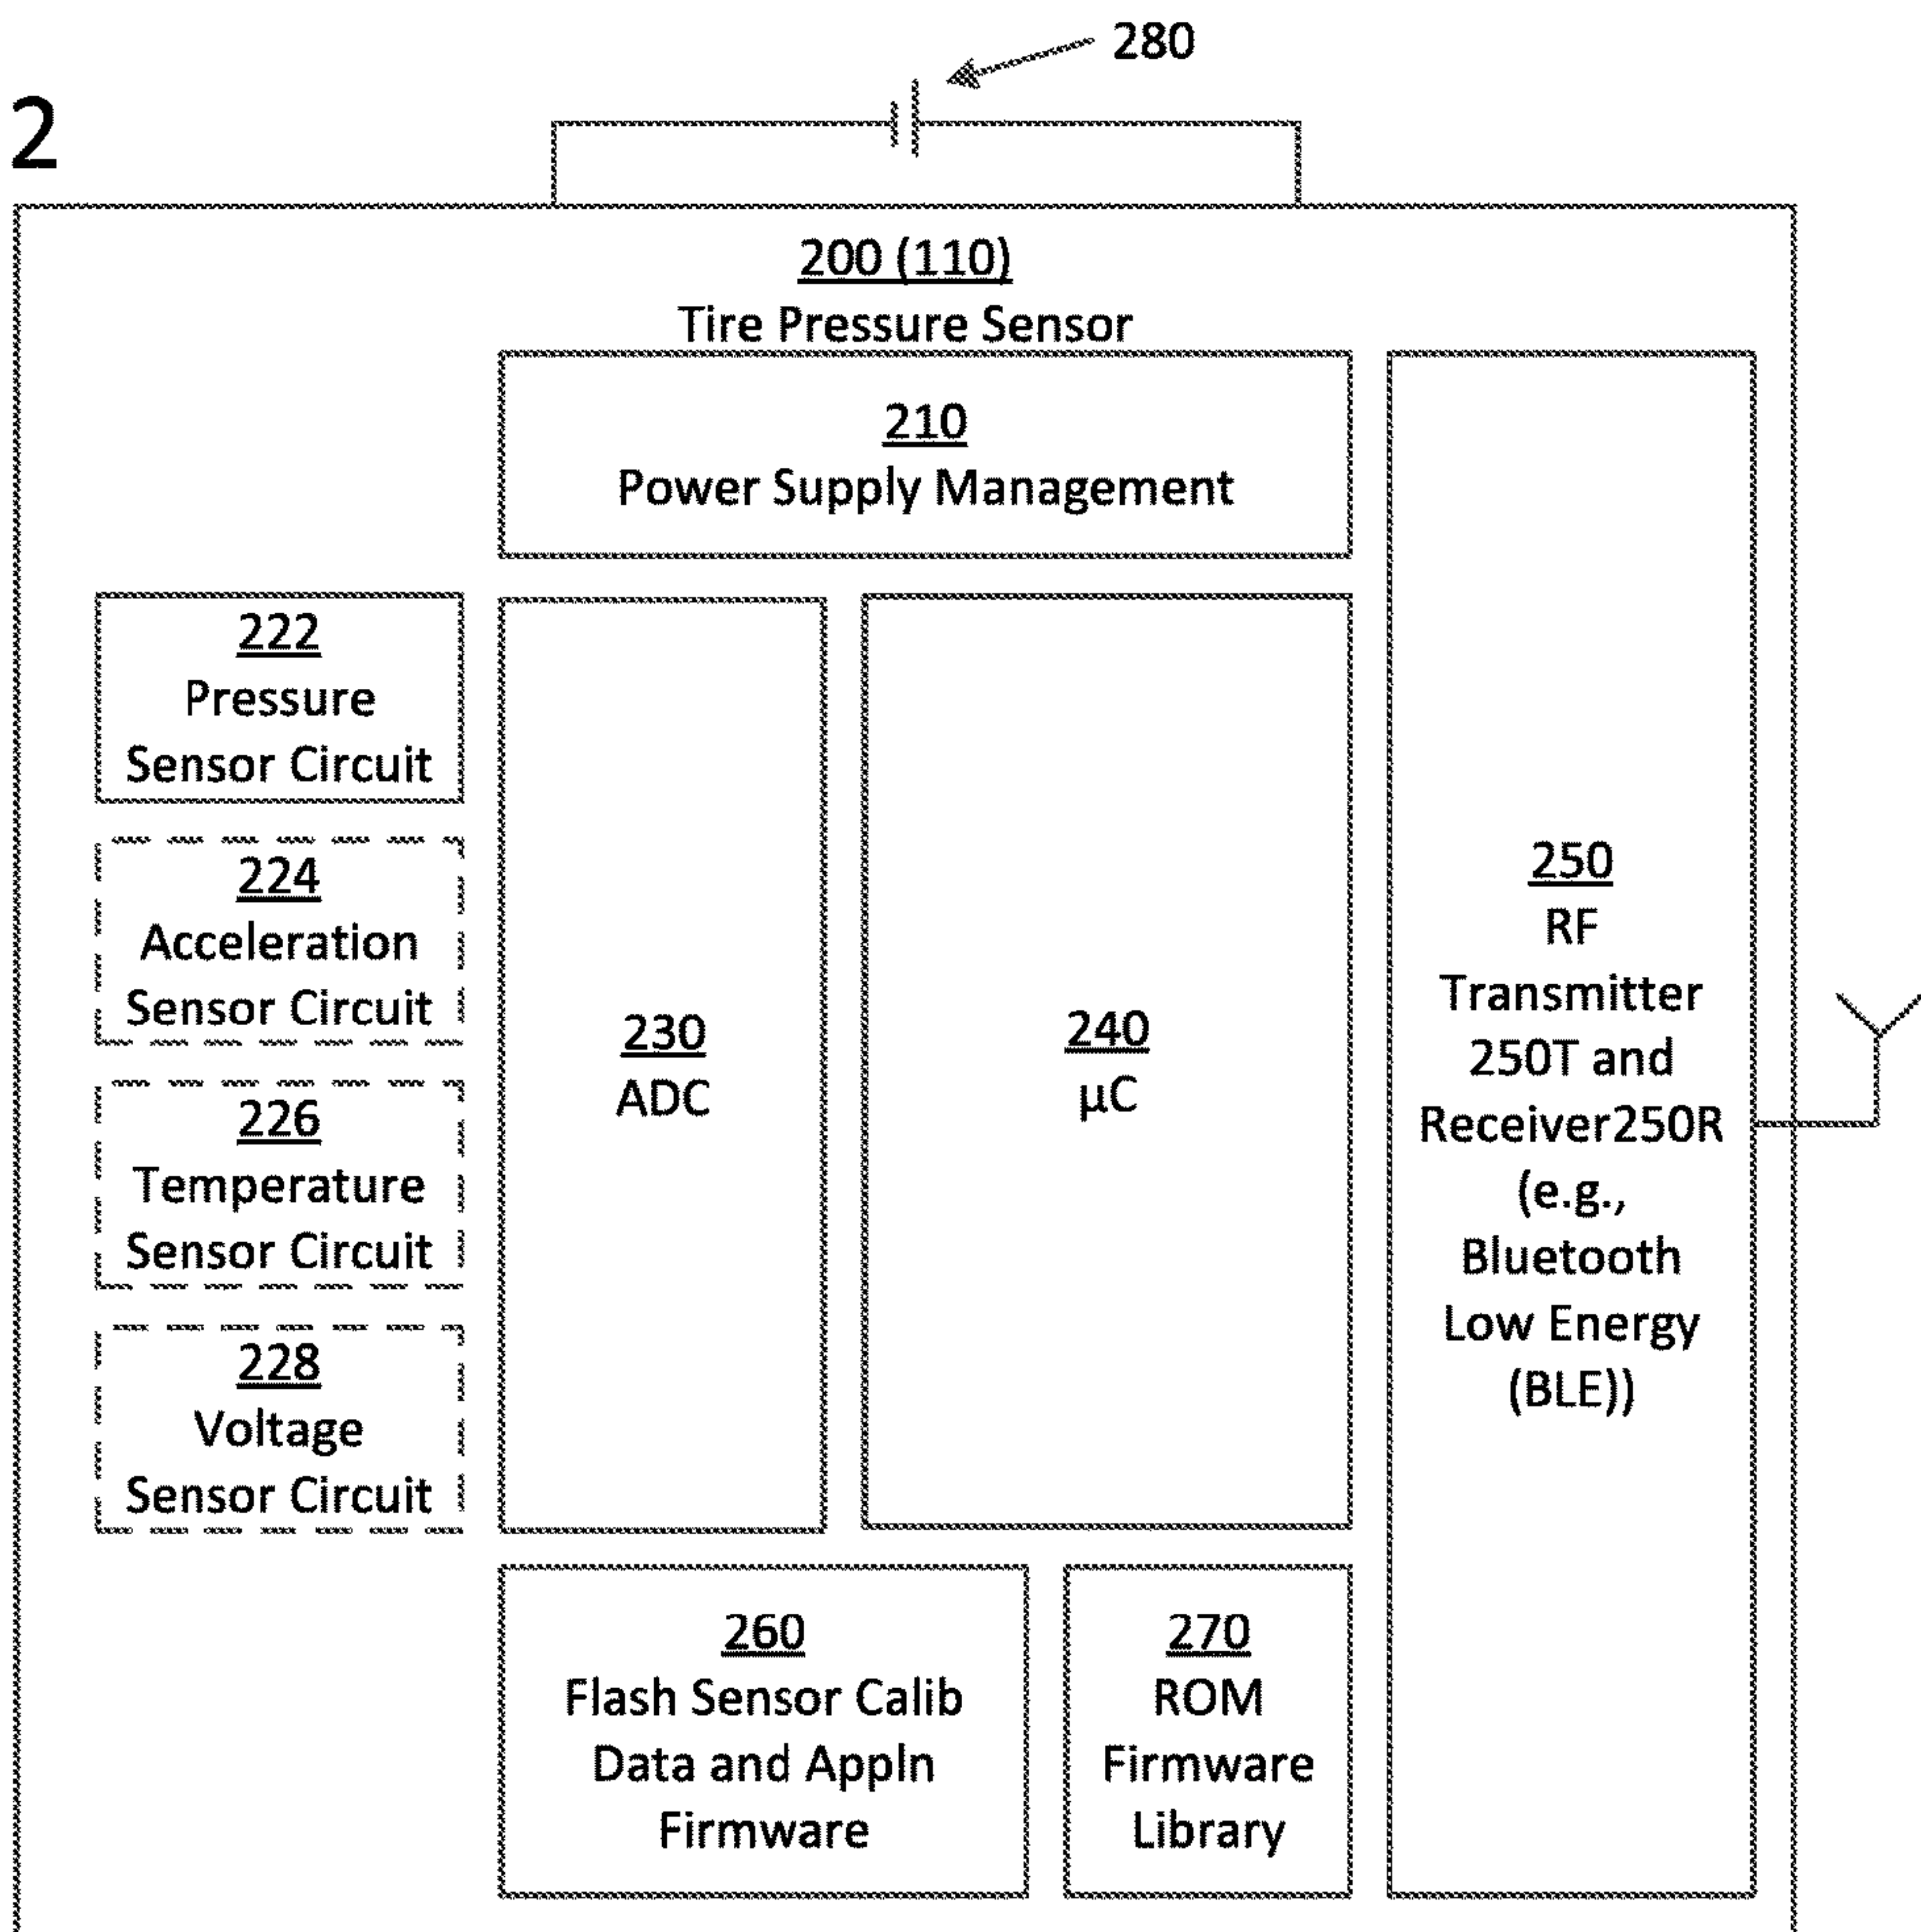 280
2
200 (110)
Tire Pressure Sensor
210
Power Supply Management
222
Pressure
Sensor Circuit
224
Acceleration
Sensor Circuit
226
Temperature
Sensor Circuit
228
Voltage
Sensor Circuit
230
ADC
240
µC
250
RF
Transmitter
250T and
Receiver250R
(e.g.,
Bluetooth
Low Energy
(BLE))
260
Flash Sensor Calib
Data and Appln
Firmware
270
ROM
Firmware
Library